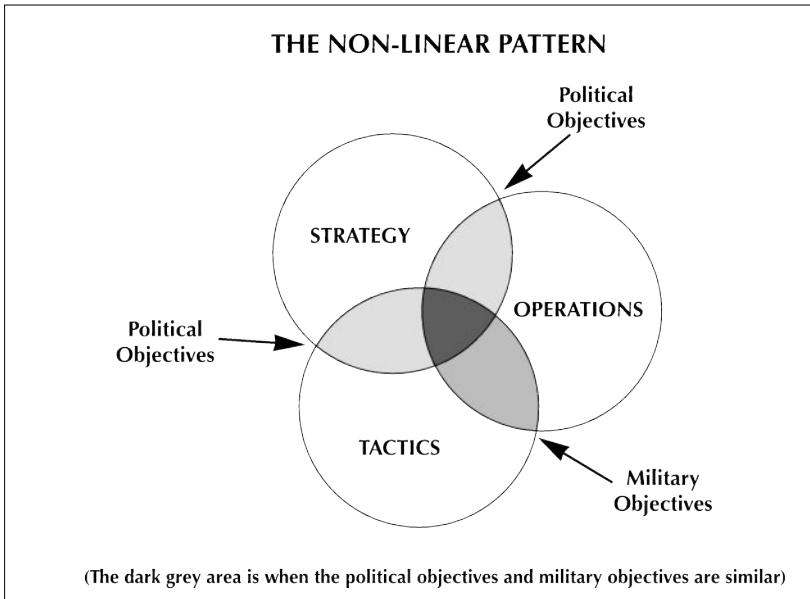 THE NON-LINEAR PATTERN
Political
Objectives
STRATEGY
OPERATIONS
Political
Objectives
TACTICS
Military
Objectives
(The dark grey area is when the political objectives and military objectives are similar)